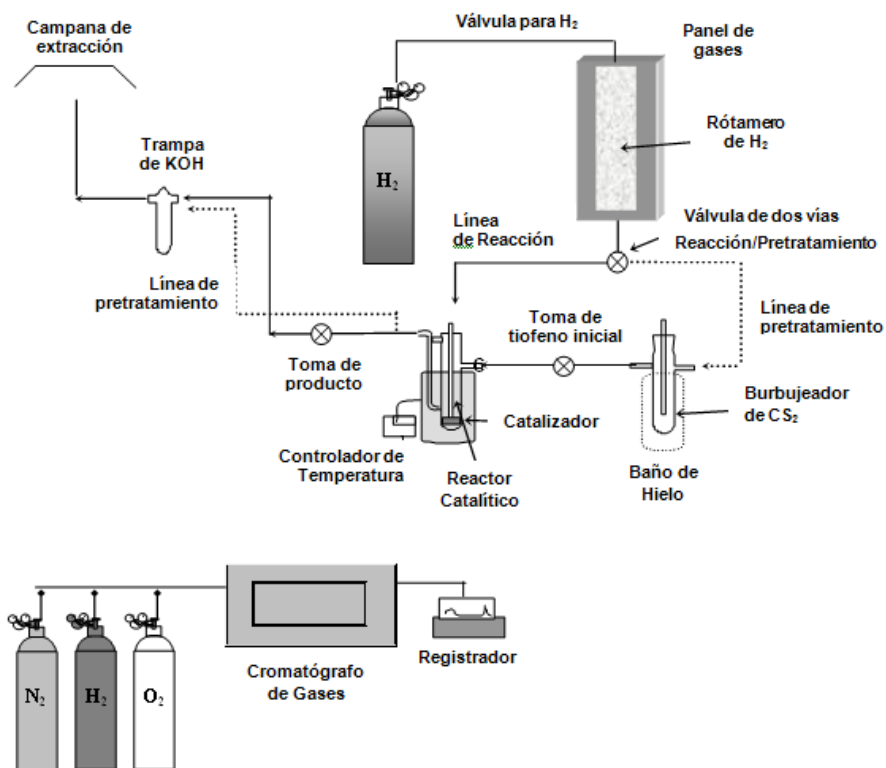 Campana de
extracción
Válvula para H₂
Panel de
gases
Trampa
de KOH
H₂
Rótamero
de H₂
Línea
de Reacción
Válvula de dos vías
Reacción/Pretratamiento
Línea de
pretratamiento
Toma de
tiofeno inicial
Línea de
pretratamiento
Toma de
producto
Catalizador
Burbujeador
de CS₂
Controlador de
Temperatura
Reactor
Catalítico
Baño de
Hielo
N₂
H₂
O₂
Cromatógrafo
de Gases
Registrador